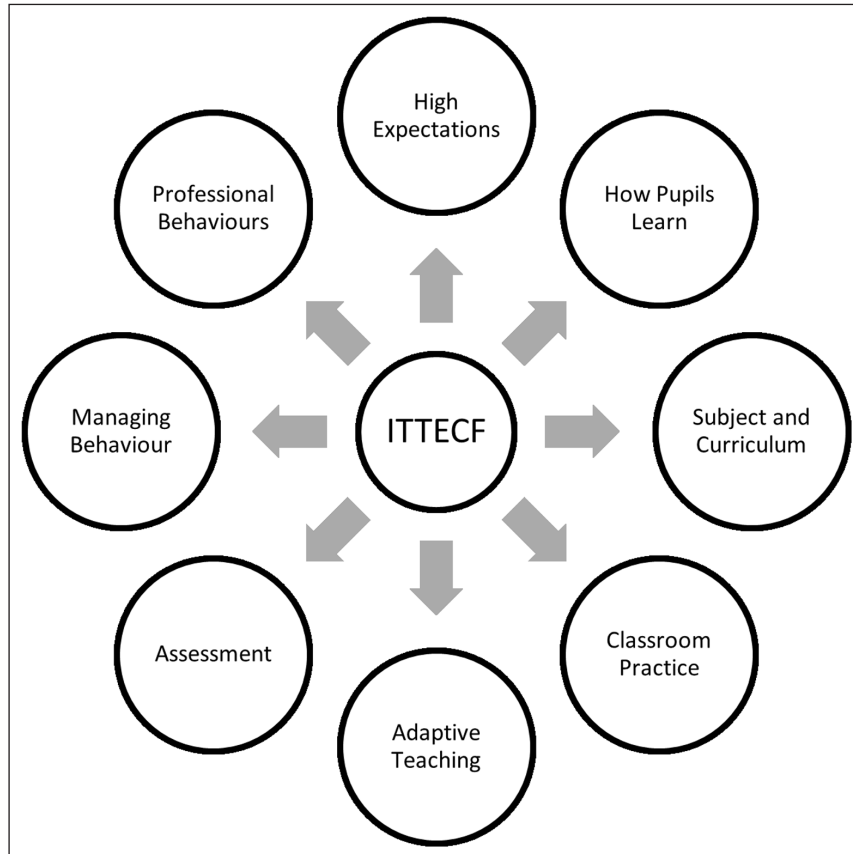 High
Expectations
How Pupils
Learn
Subject and
Curriculum
Classroom
Practice
Adaptive
Teaching
Assessment
Managing
Behaviour
Professional
Behaviours
ITTECF